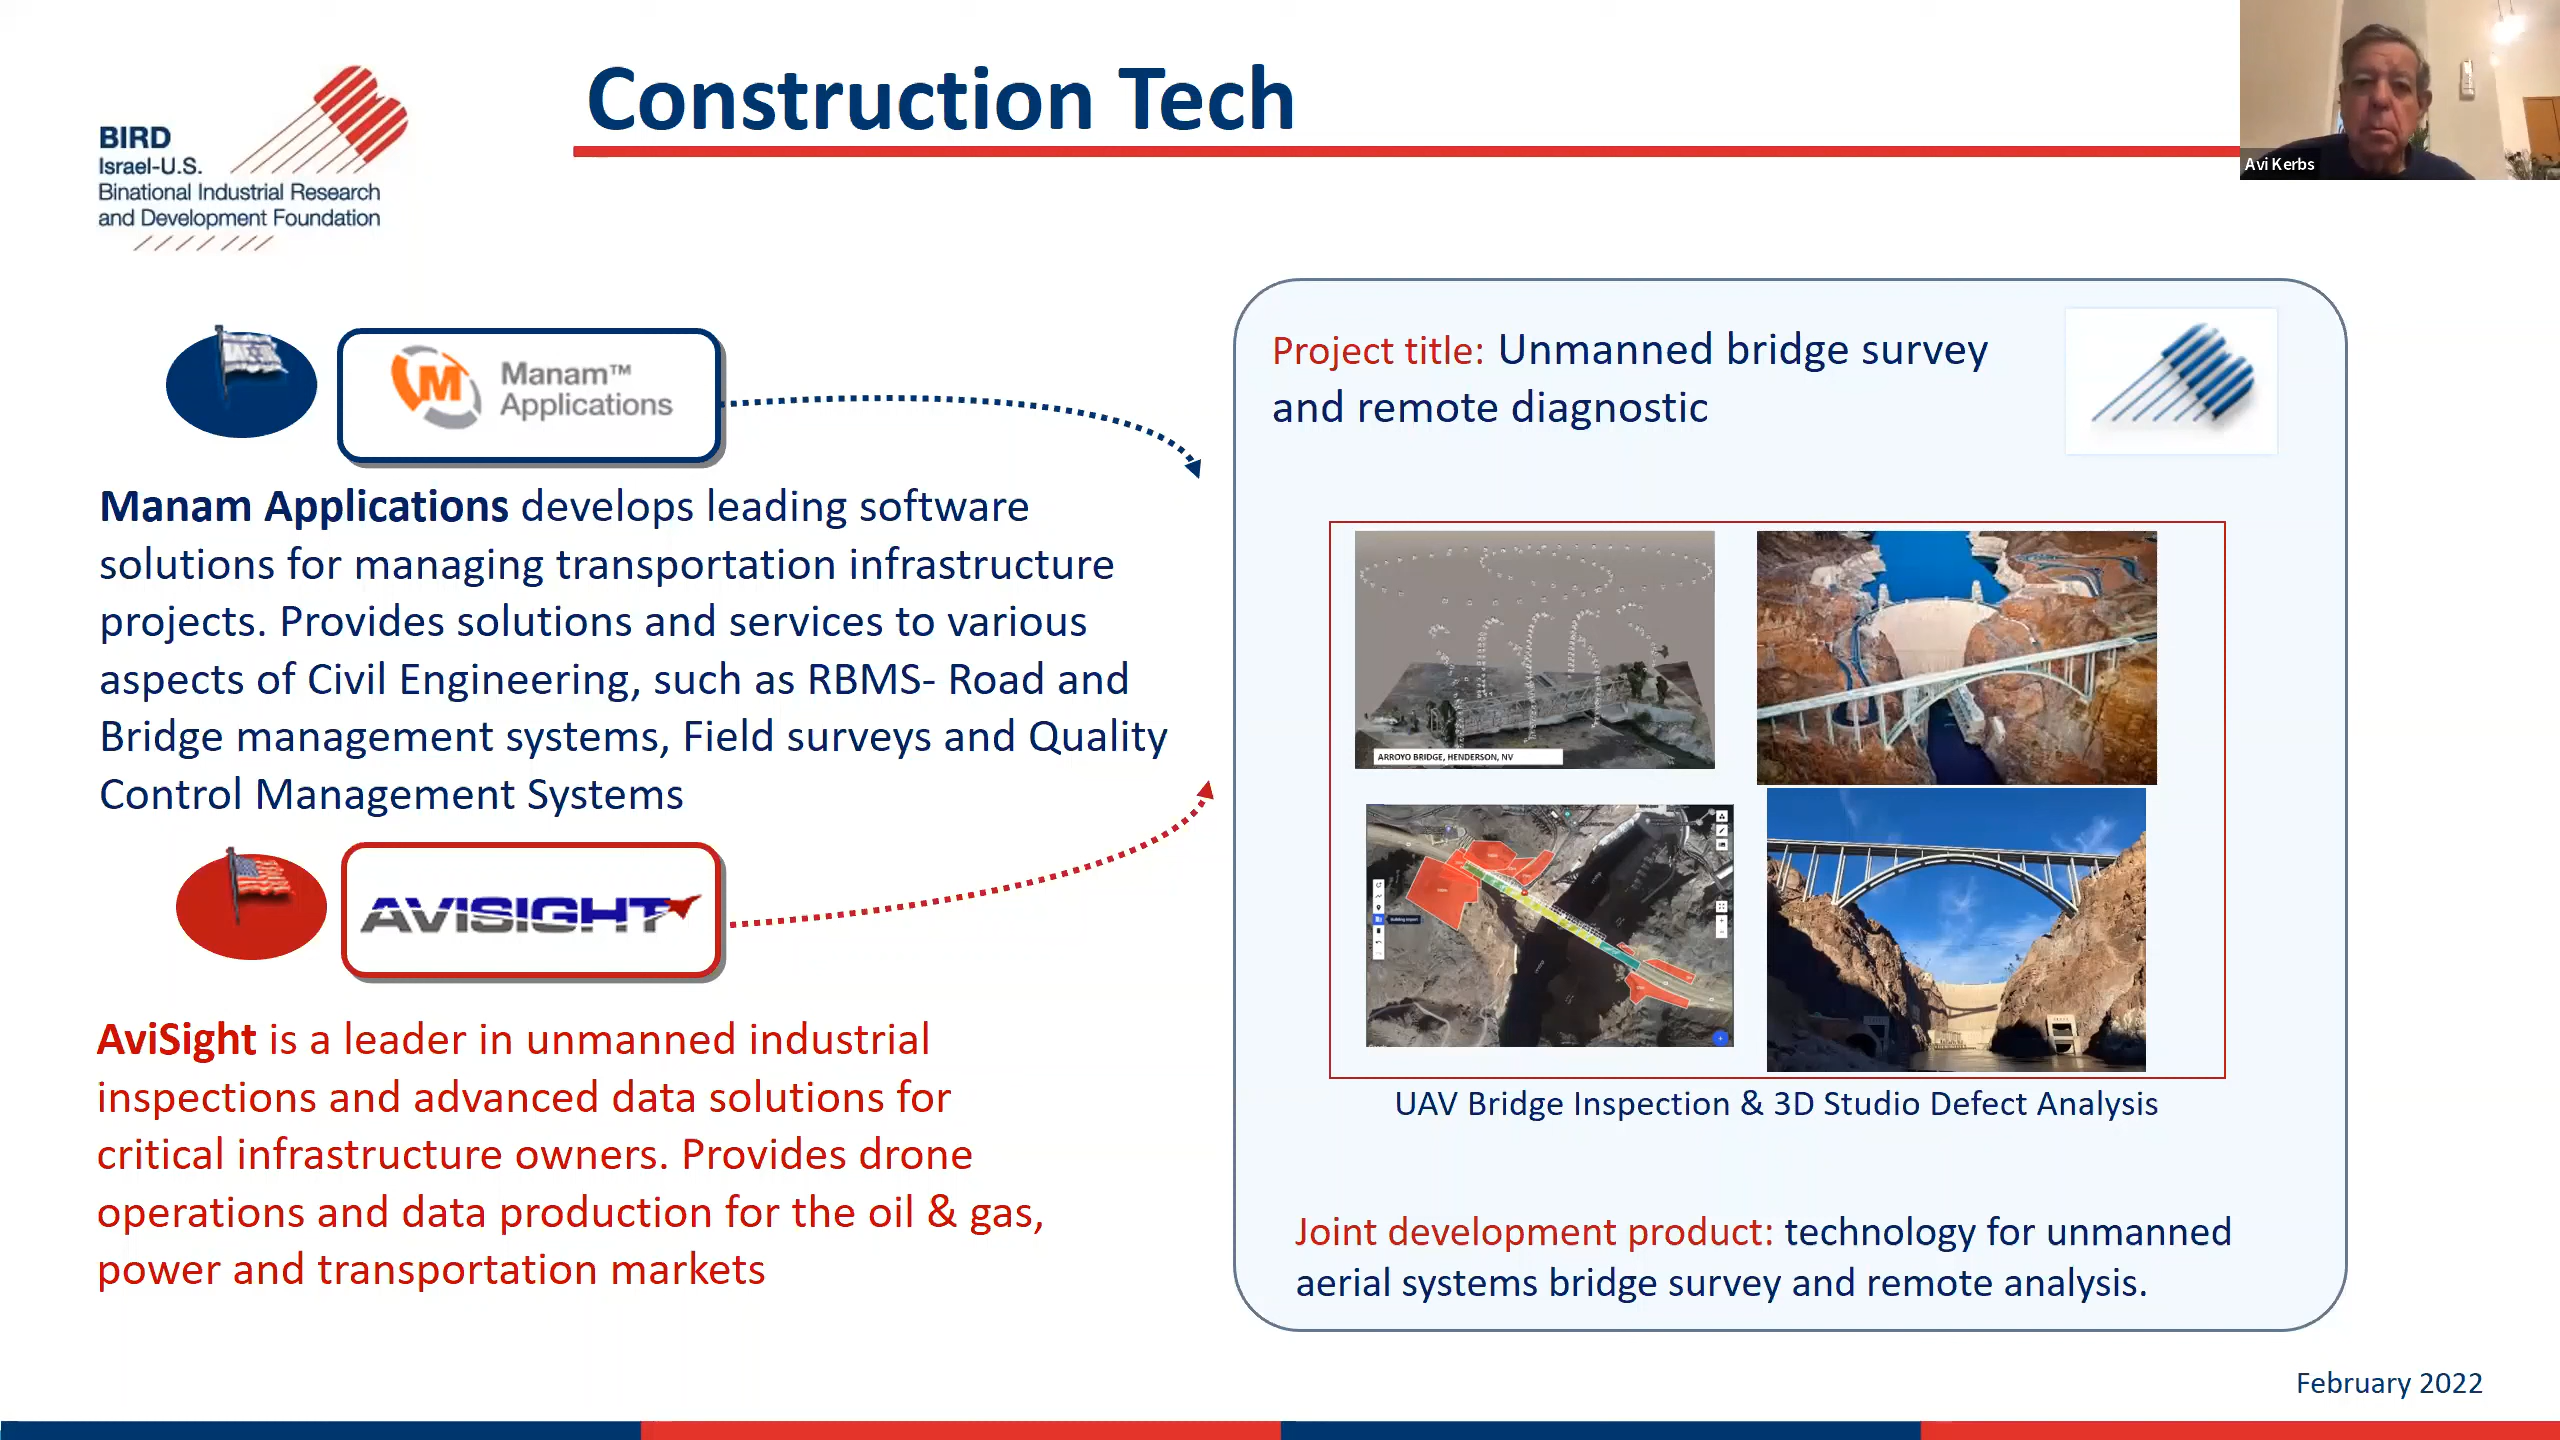 Construction Tech
BIRD
Israel-U.S.
Binational Industrial Research
and Development Foundation
Avi Kerbs
M
Manam™
Applications
Manam Applications develops leading software
solutions for managing transportation infrastructure
projects. Provides solutions and services to various
aspects of Civil Engineering, such as RBMS- Road and
Bridge management systems, Field surveys and Quality
Control Management Systems
AVISIGHT
AviSight is a leader in unmanned industrial
inspections and advanced data solutions for
critical infrastructure owners. Provides drone
operations and data production for the oil & gas,
power and transportation markets
Project title: Unmanned bridge survey
and remote diagnostic
ARROYO BRIDGE, HENDERSON, NV
UAV Bridge Inspection & 3D Studio Defect Analysis
Joint development product: technology for unmanned
aerial systems bridge survey and remote analysis.
February 2022